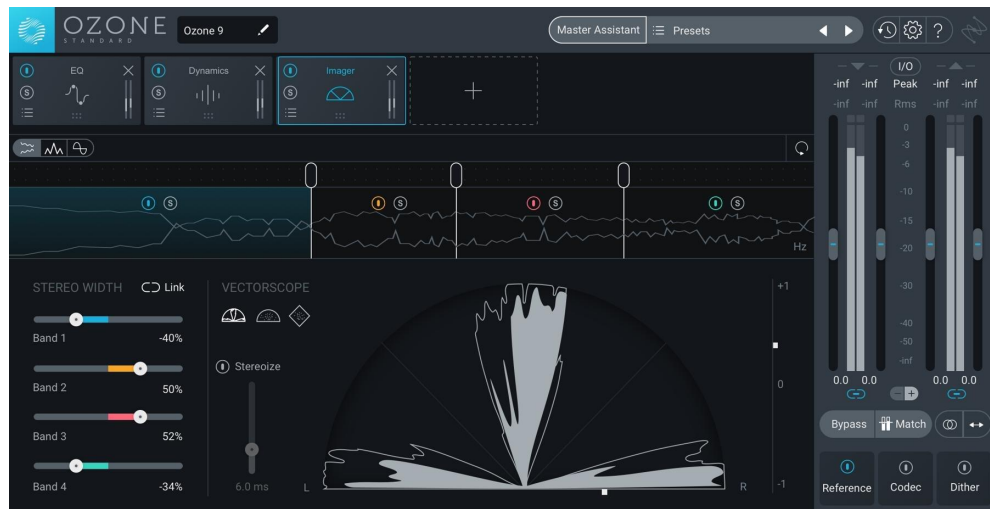 OZONE
STANDARD
Ozone 9
Master Assistant
Presets
?
EQ
Dynamics
Imager
S
S
S
+
I/O
-inf -inf Peak -inf -inf
-inf -inf Rms -inf -inf
0
-3
-6
-10
-15
-20
-30
-40
-50
-inf
S
S
S
S
Hz
STEREO WIDTH
Link
Band 1 -40%
Band 2 50%
Band 3 52%
Band 4 -34%
VECTORSCOPE
Stereoize
6.0 ms
L
R
+1
0
-1
0.0 0.0 0.0 0.0
- +
Bypass
Match
Reference
Codec
Dither